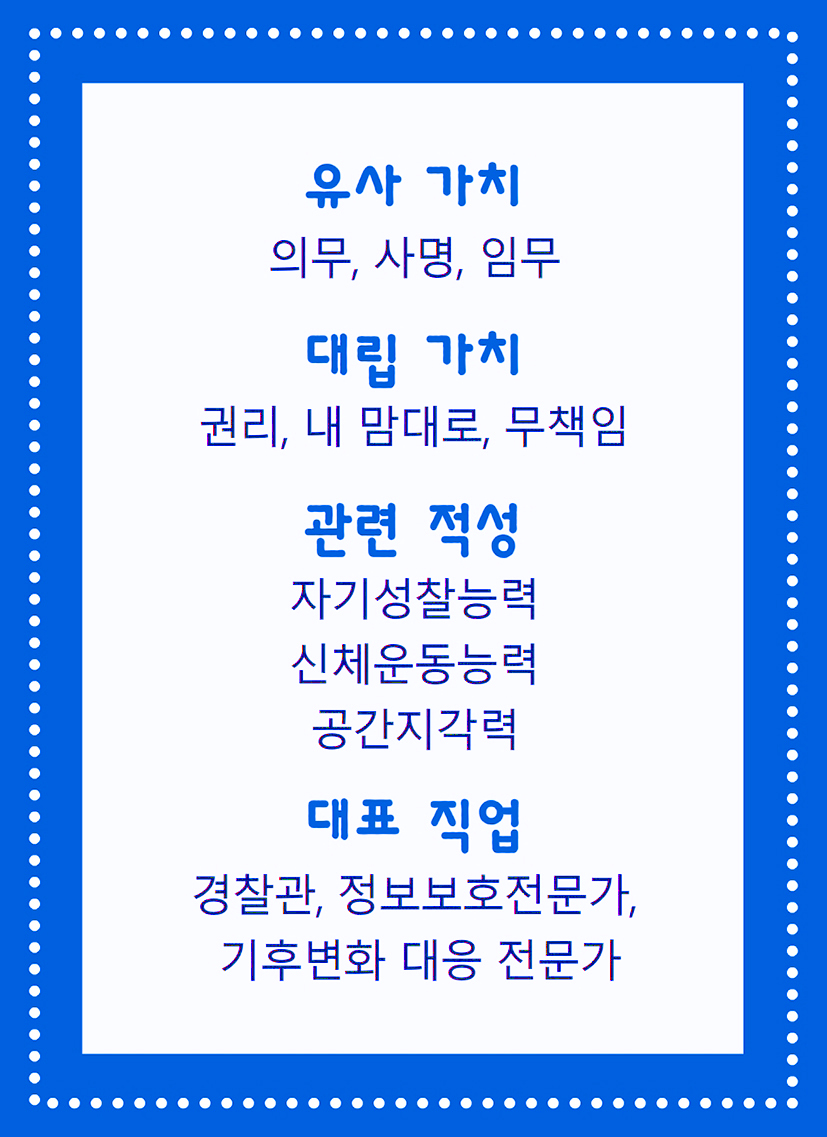 유사 가치
의무, 사명, 임무
대립 가치
권리, 내 맘대로, 무책임
관련 적성
자기성찰능력
신체운동능력
공간지각력
대표 직업
경찰관, 정보보호전문가,
기후변화 대응 전문가